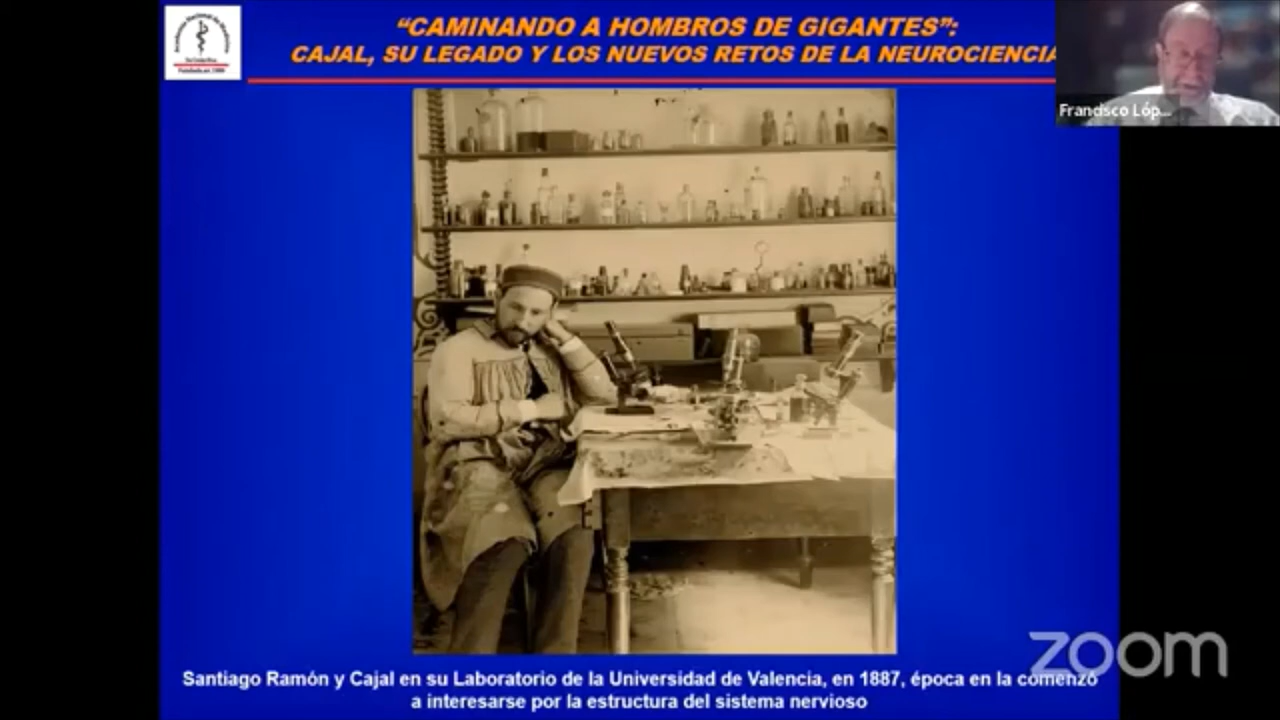 “CAMINANDO A HOMBROS DE GIGANTES”:
CAJAL, SU LEGADO Y LOS NUEVOS RETOS DE LA NEUROCIENCIA
Francisco Lóp...
zoom
Santiago Ramón y Cajal en su Laboratorio de la Universidad de Valencia, en 1887, época en la comenzó
a interesarse por la estructura del sistema nervioso